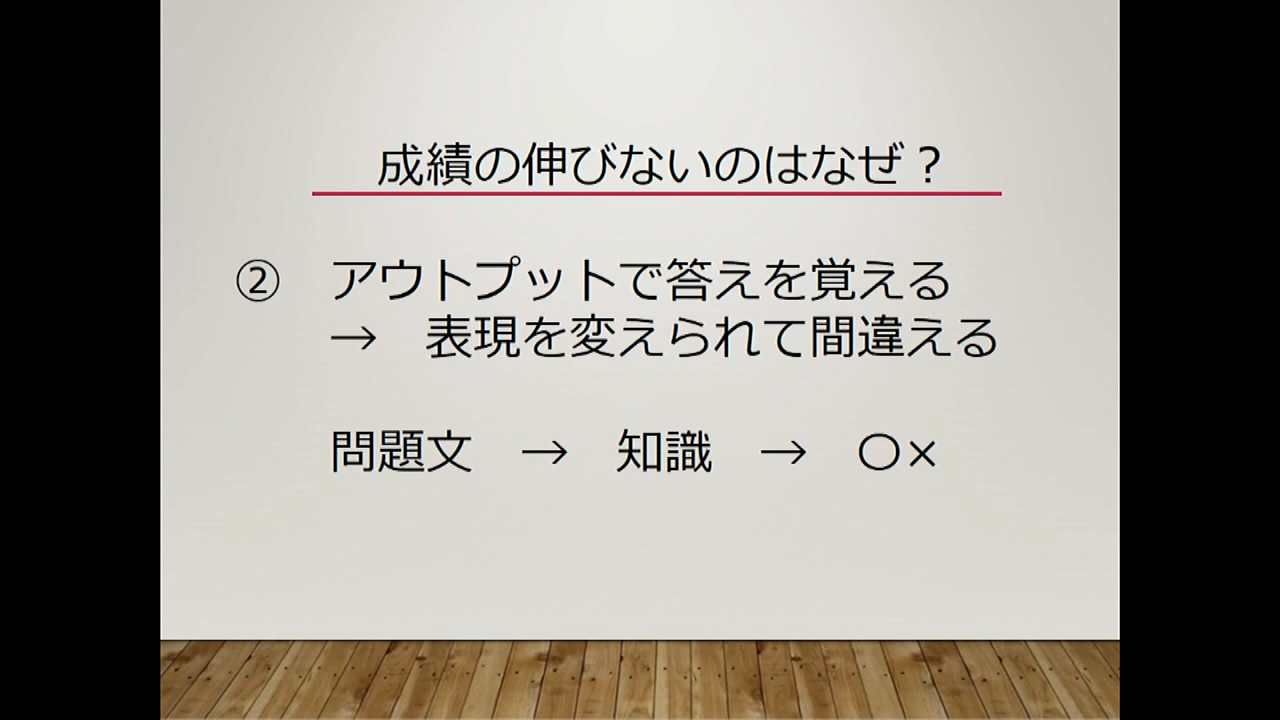 成績の伸びないのはなぜ？
② アウトプットで答えを覚える
→ 表現を変えられて間違える
問題文 → 知識 → 〇×